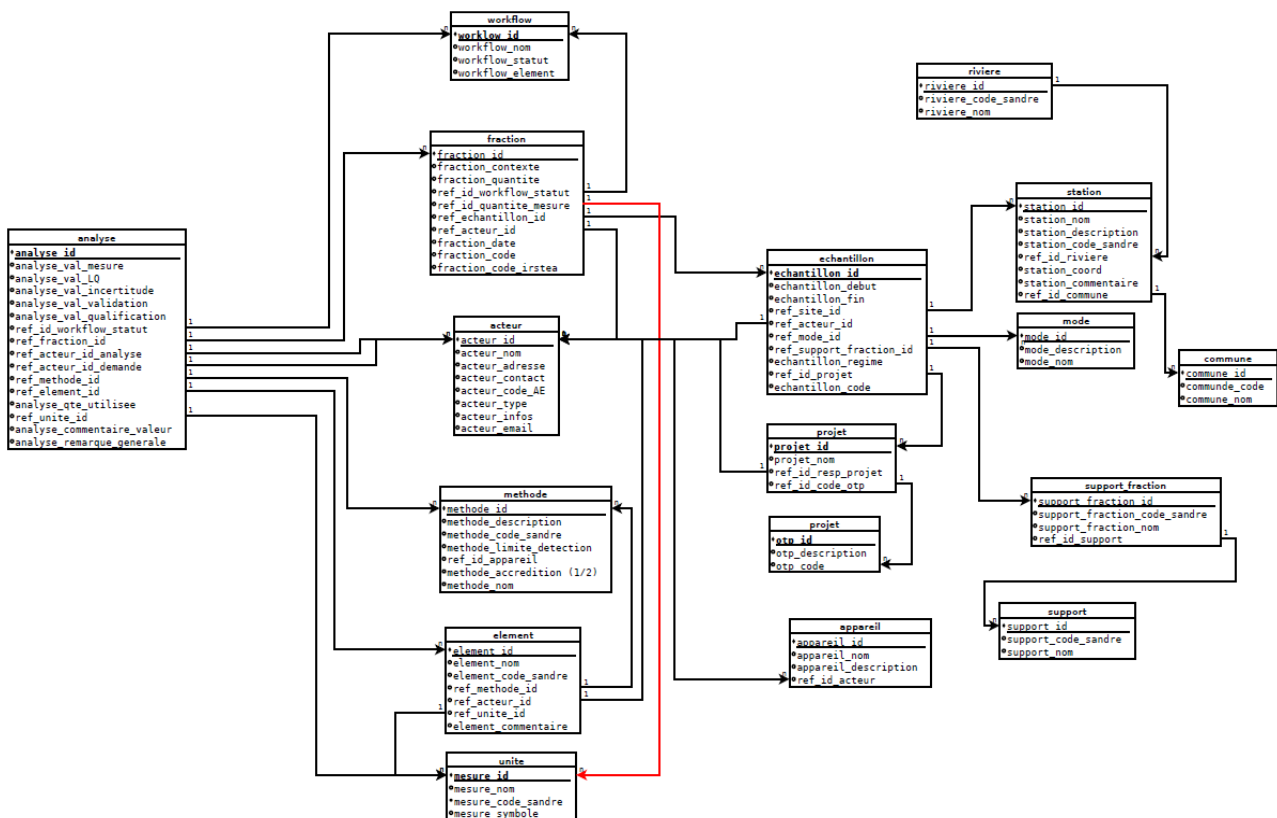 workflow
worklow_id
workflow_nom
workflow_statut
workflow_element
riviere
riviere_id
riviere_code_sandre
riviere_nom
fraction
fraction_id
fraction_contexte
fraction_quantite
ref_id_workflow_statut
ref_id_quantite_mesure
ref_echantillon_id
ref_acteur_id
fraction_date
fraction_code
fraction_code_irstea
station
station_id
station_nom
station_description
station_code_sandre
ref_id_riviere
station_coord
station_commentaire
ref_id_commune
analyse
analyse_id
analyse_val_mesure
analyse_val_LQ
analyse_val_incertitude
analyse_val_validation
analyse_val_qualification
ref_id_workflow_statut
ref_fraction_id
ref_acteur_id_analyse
ref_acteur_id_demande
ref_methode_id
ref_element_id
analyse_qte_utilisee
ref_unite_id
analyse_commentaire_valeur
analyse_remarque_generale
echantillon
echantillon_id
echantillon_debut
echantillon_fin
ref_site_id
ref_acteur_id
ref_mode_id
ref_support_fraction_id
echantillon_regime
ref_id_projet
echantillon_code
acteur
acteur_id
acteur_nom
acteur_adresse
acteur_contact
acteur_code_AE
acteur_type
acteur_infos
acteur_email
mode
mode_id
mode_description
mode_nom
commune
commune_id
communde_code
commune_nom
projet
projet_id
projet_nom
ref_id_resp_projet
ref_id_code_otp
methode
methode_id
methode_description
methode_code_sandre
methode_limite_detection
ref_id_appareil
methode_accredition (1/2)
methode_nom
support_fraction
support_fraction_id
support_fraction_code_sandre
support_fraction_nom
ref_id_support
projet
otp_id
otp_description
otp_code
support
support_id
support_code_sandre
support_nom
appareil
appareil_id
appareil_nom
appareil_description
ref_id_acteur
element
element_id
element_nom
element_code_sandre
ref_methode_id
ref_acteur_id
ref_unite_id
element_commentaire
unite
mesure_id
mesure_nom
mesure_code_sandre
mesure_symbole